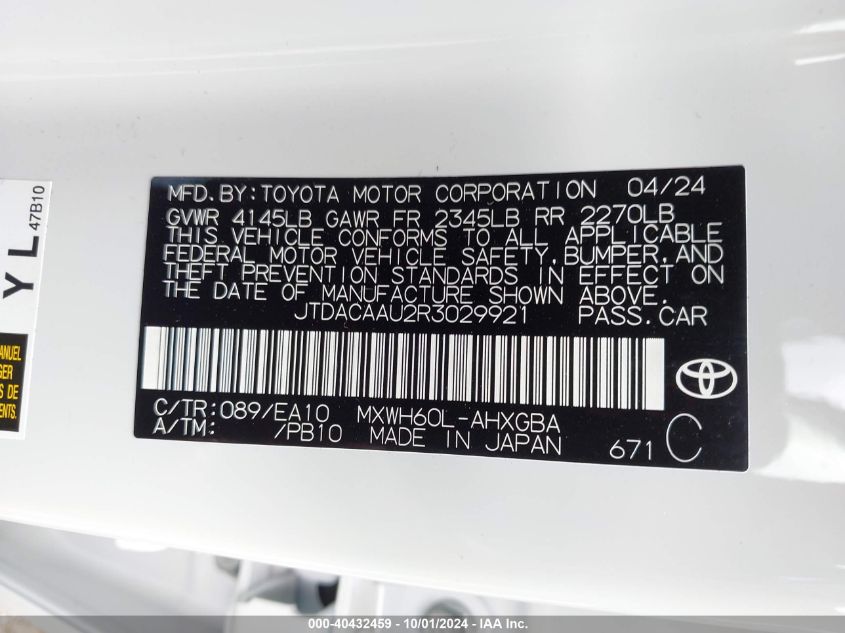 MFD. BY: TOYOTA MOTOR CORPORATION 04/24
GVWR 4145LB GAWR FR 2345LB RR 2270LB
THIS VEHICLE CONFORMS TO ALL APPLICABLE
FEDERAL MOTOR VEHICLE SAFETY, BUMPER, AND
THEFT PREVENTION STANDARDS IN EFFECT ON
THE DATE OF MANUFACTURE SHOWN ABOVE.
JTDACAAU2R3029921 PASS. CAR
C/TR: 089/EA10 MXWH60L-AHXGBA
A/TM: /PB10 MADE IN JAPAN 671 C
Y L
47B10
MANUEL
S DE
ENTS.
000-40432459 - 10/01/2024 - IAA Inc.